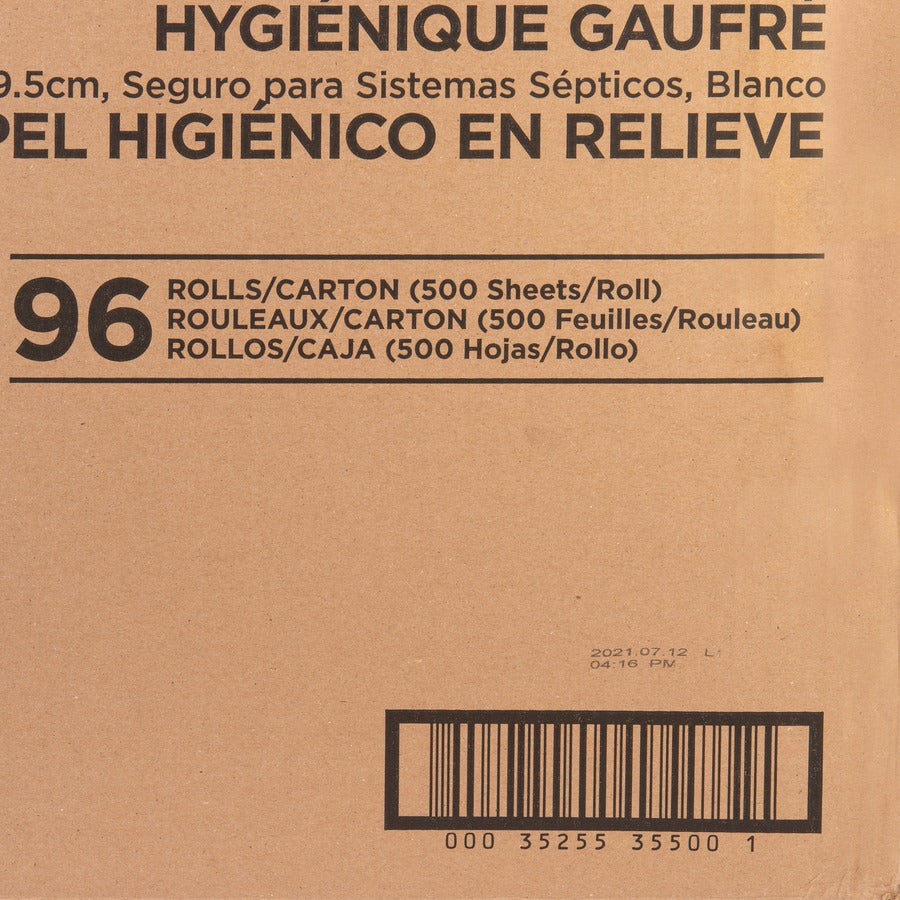 HYGIÉNIQUE GAUFRÉ
9.5cm, Seguro para Sistemas Sépticos, Blanco
PEL HIGIÉNICO EN RELIEVE
96
ROLLS/CARTON (500 Sheets/Roll)
ROULEAUX/CARTON (500 Feuilles/Rouleau)
ROLLOS/CAJA (500 Hojas/Rollo)
2021.07.12 L1
04:16 PM
000 35255 35500 1